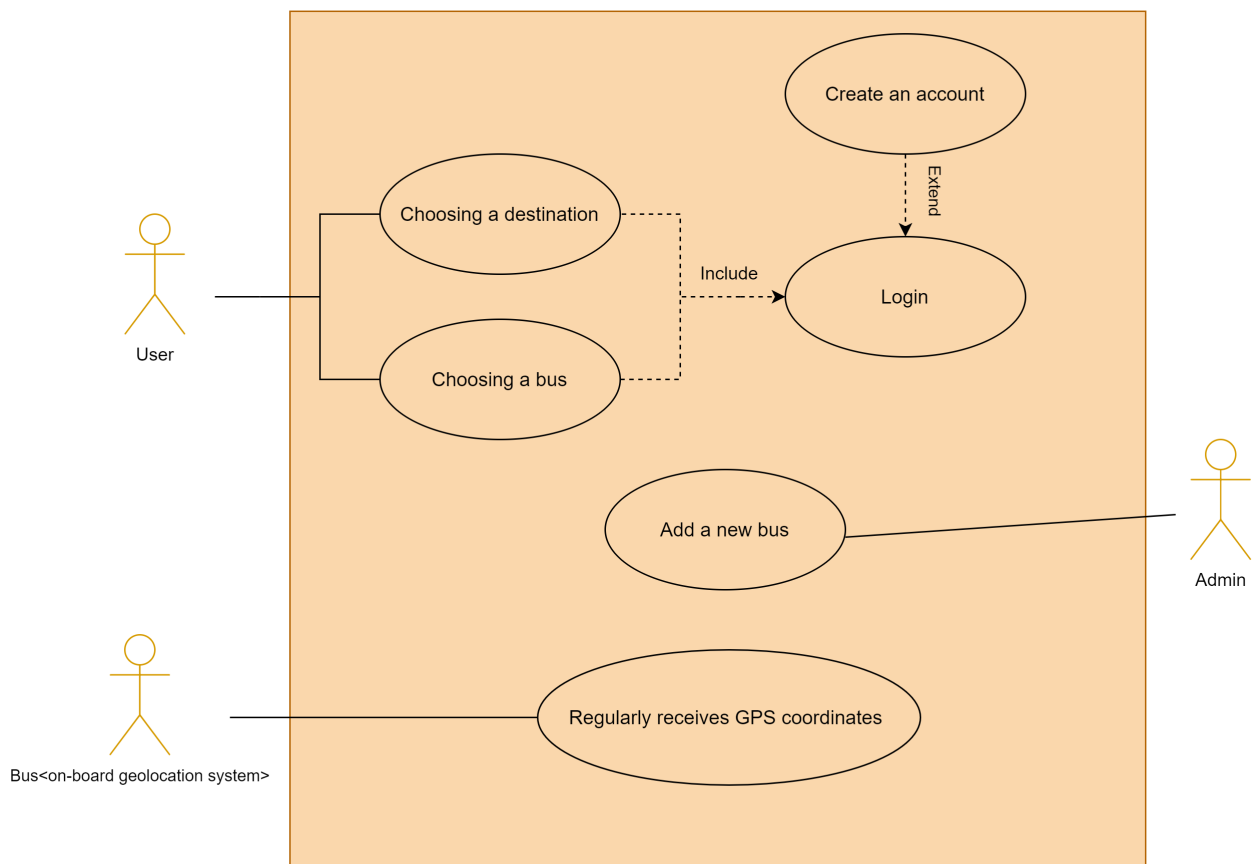 Create an account
Extend
Choosing a destination
Include
Login
User
Choosing a bus
Add a new bus
Admin
Regularly receives GPS coordinates
Bus<on-board geolocation system>